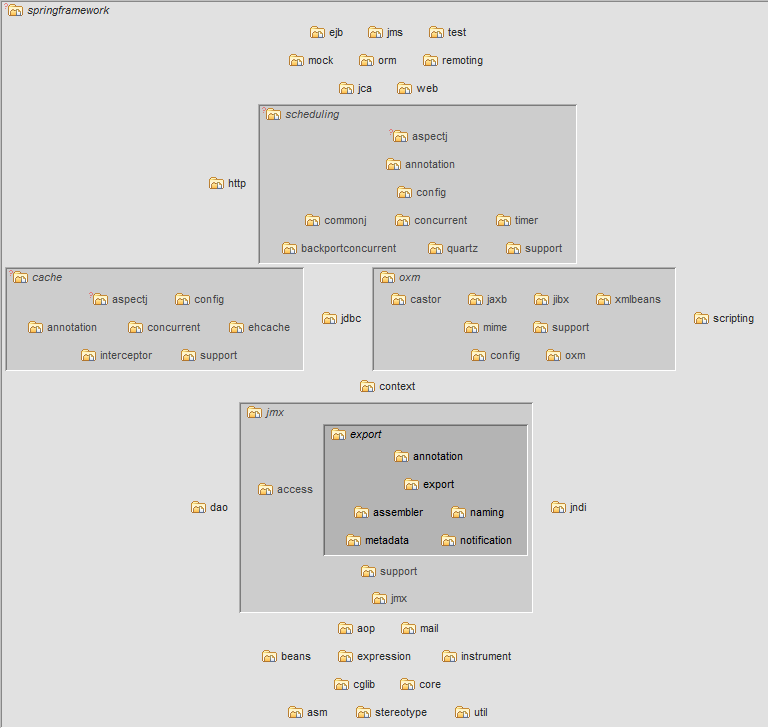 springframework
ejb jms test
mock orm remoting
jca web
scheduling
aspectj
annotation
http
config
commonj concurrent timer
backportconcurrent quartz support
cache
aspectj config
annotation concurrent ehcache
interceptor support
jdbc
oxm
castor jaxb jibx xmlbeans
mime support
config oxm
scripting
context
jmx
export
annotation
access
export
assembler naming
metadata notification
support
jmx
dao
jndi
aop mail
beans expression instrument
cglib core
asm stereotype util